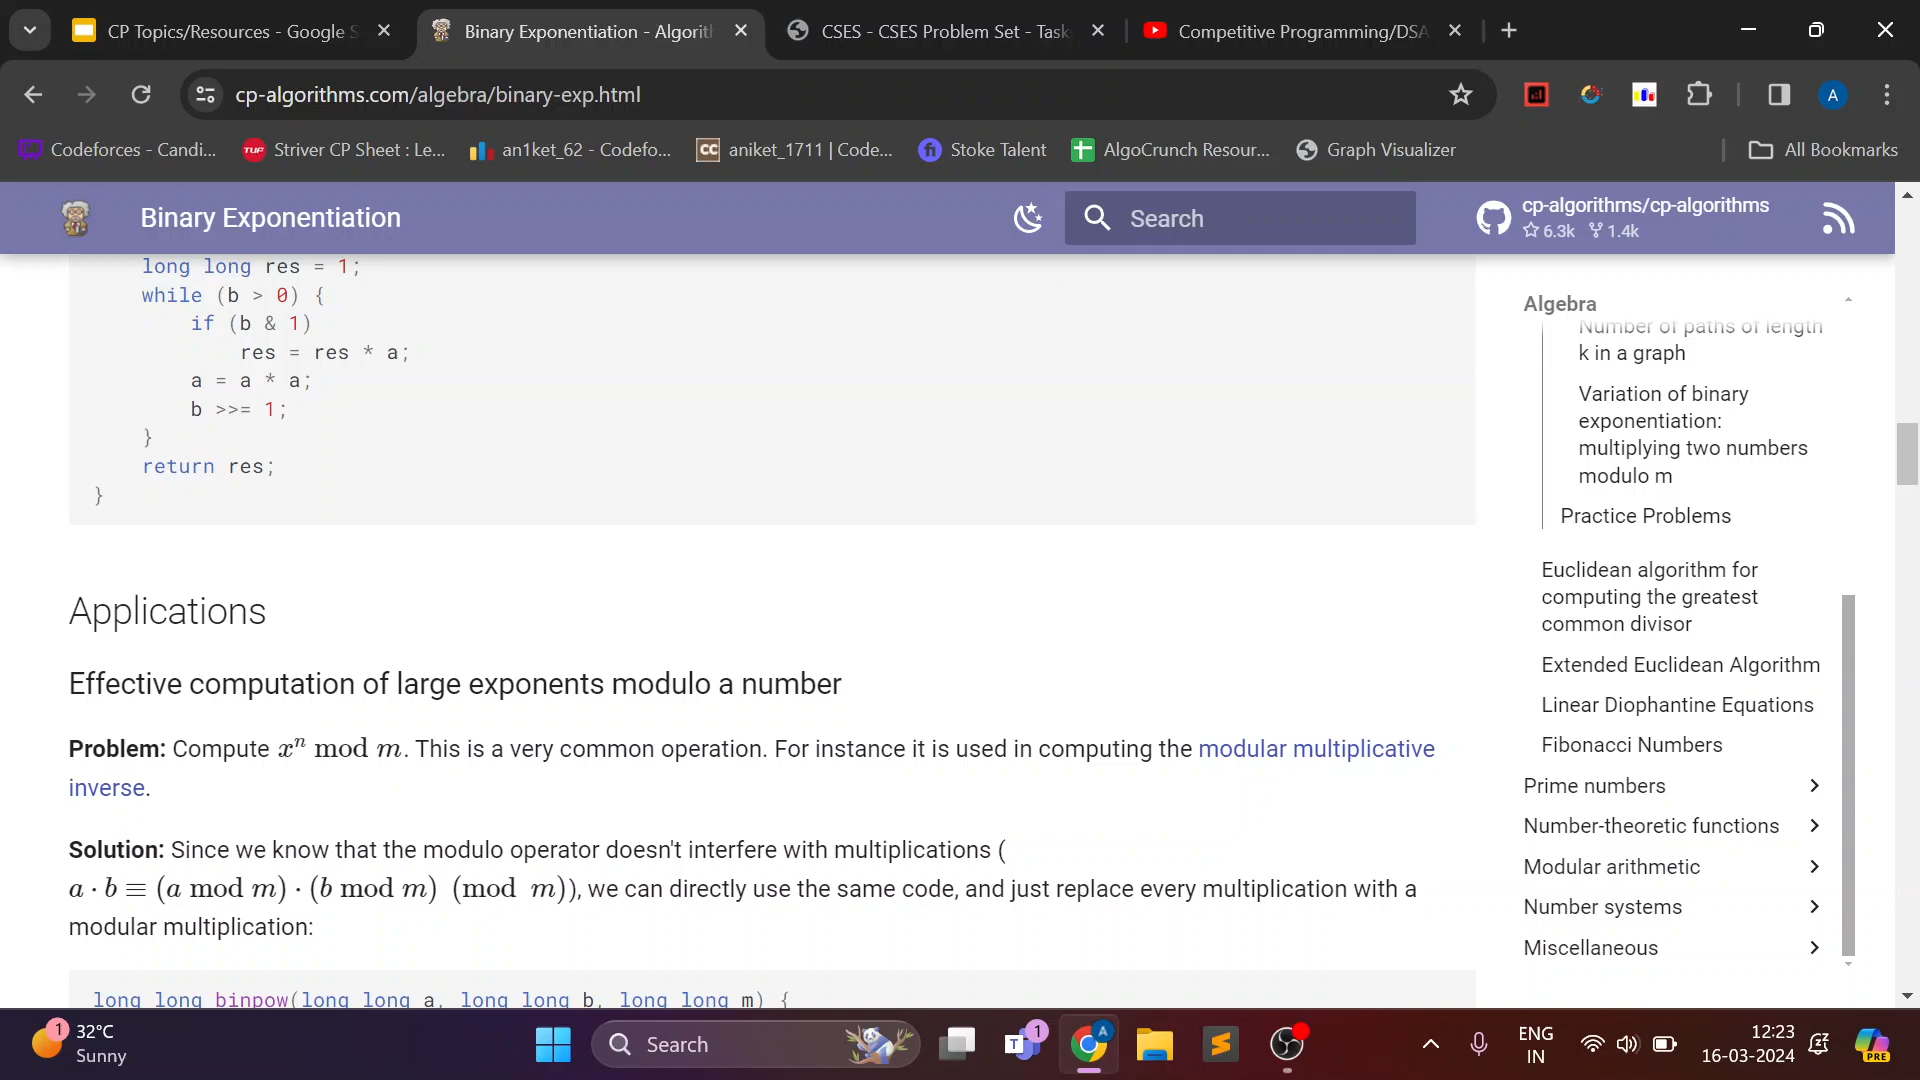 CP Topics/Resources - Google S
Binary Exponentiation - Algorit
CSES - CSES Problem Set - Task
Competitive Programming/DSA
cp-algorithms.com/algebra/binary-exp.html
A
Codeforces - Candi...
TUF
Striver CP Sheet : Le...
an1ket_62 - Codefo...
CC
aniket_1711 | Code...
Stoke Talent
AlgoCrunch Resour...
Graph Visualizer
All Bookmarks
Binary Exponentiation
Search
cp-algorithms/cp-algorithms
6.3k 1.4k
long long res = 1;
while (b > 0) {
if (b & 1)
res = res * a;
a = a * a;
b >>= 1;
}
return res;
}
Applications
Effective computation of large exponents modulo a number
Problem: Compute xⁿ mod m. This is a very common operation. For instance it is used in computing the modular multiplicative
inverse.
Solution: Since we know that the modulo operator doesn't interfere with multiplications (
a · b ≡ (a mod m) · (b mod m) (mod m)), we can directly use the same code, and just replace every multiplication with a
modular multiplication:
long long binpow(long long a, long long b, long long m) {
Algebra
Number of paths of length
k in a graph
Variation of binary
exponentiation:
multiplying two numbers
modulo m
Practice Problems
Euclidean algorithm for
computing the greatest
common divisor
Extended Euclidean Algorithm
Linear Diophantine Equations
Fibonacci Numbers
Prime numbers
Number-theoretic functions
Modular arithmetic
Number systems
Miscellaneous
1
32°C
Sunny
Search
T
1
A
ENG
IN
12:23
16-03-2024
PRE